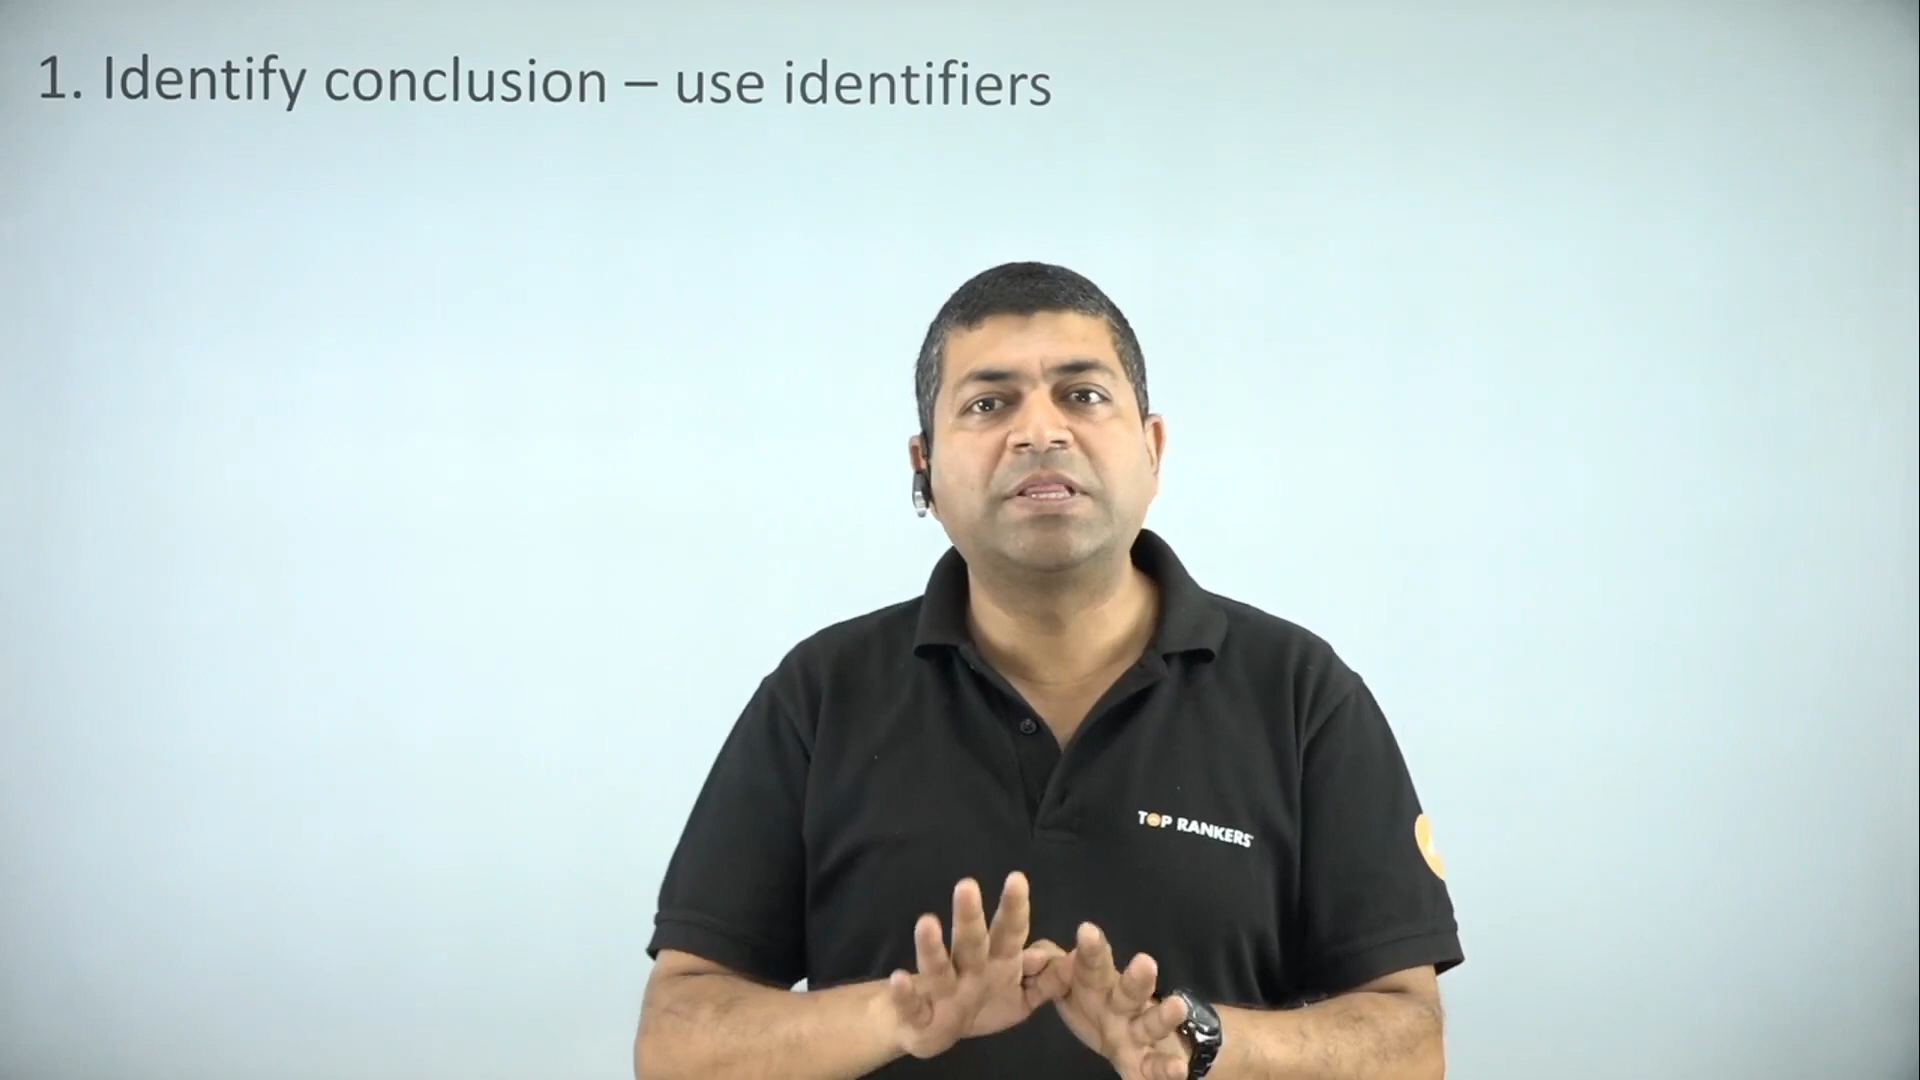 1. Identify conclusion – use identifiers
TOP RANKERS